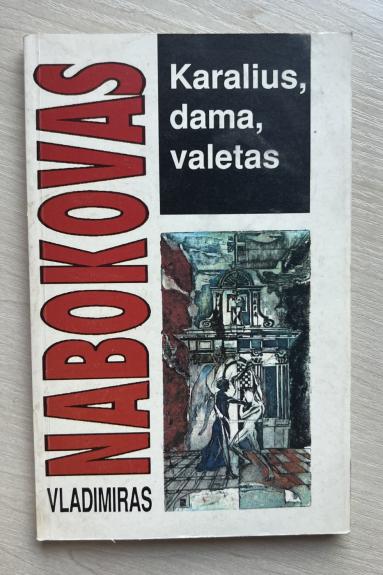 VLADIMIRAS
NABOKOVAS
Karalius,
dama,
valetas